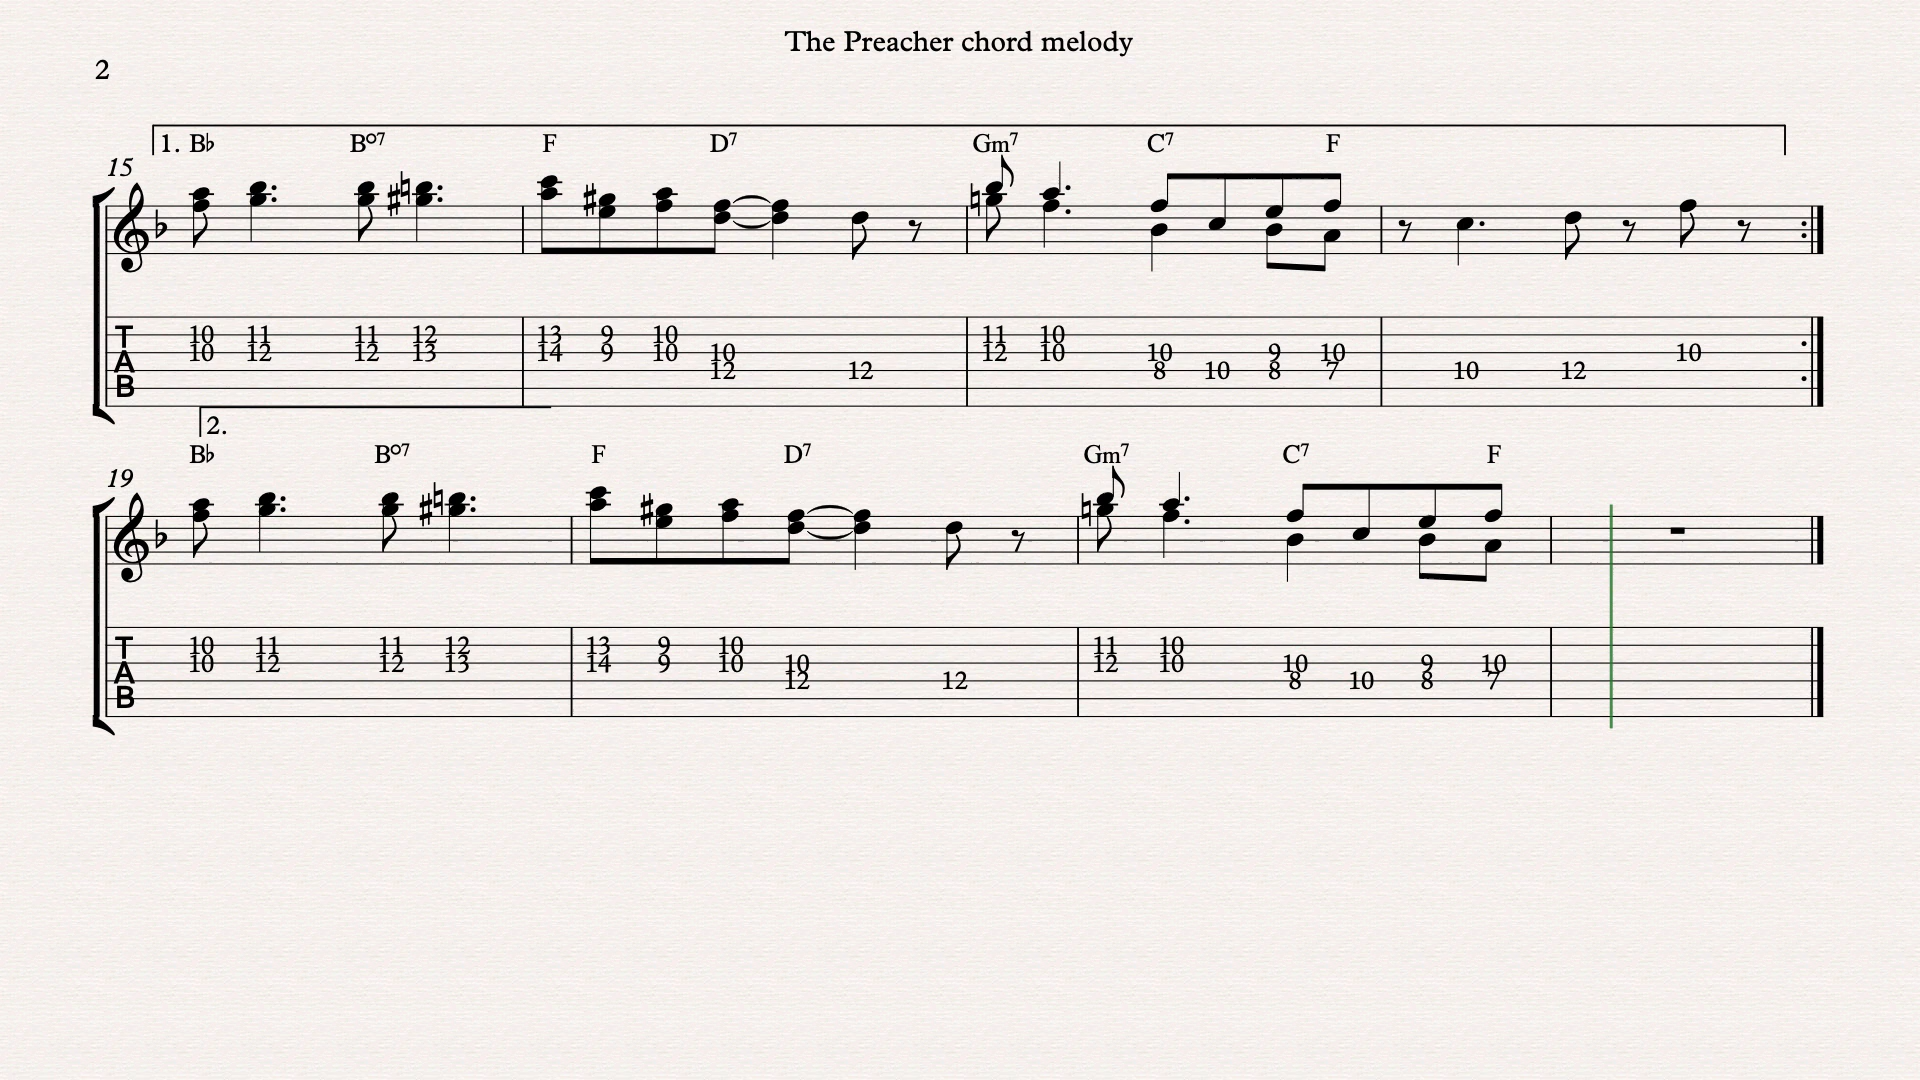 The Preacher chord melody
2
1. B♭ B°7 F D7 Gm7 C7 F
15
T 10 11 11 12 13 9 10 11 10
A 10 12 12 13 14 9 10 10 12 10 10 9 10 10
B 12 12 8 10 8 7 10 12
2.
B♭ B°7 F D7 Gm7 C7 F
19
T 10 11 11 12 13 9 10 11 10
A 10 12 12 13 14 9 10 10 12 10 10 9 10
B 12 12 8 10 8 7